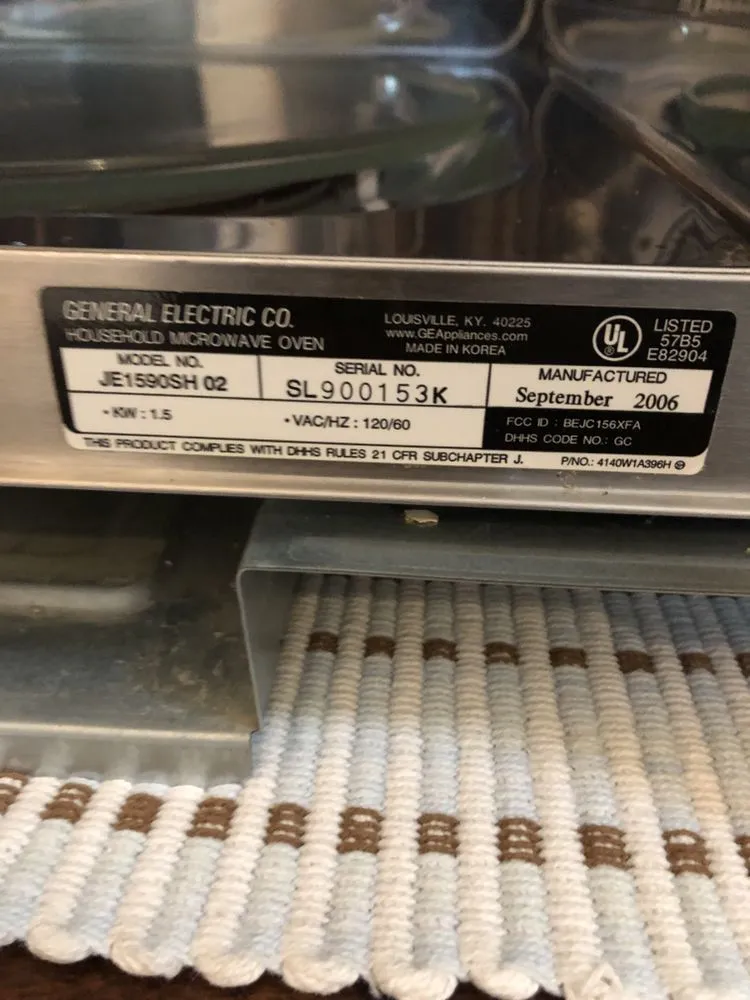 GENERAL ELECTRIC CO.
HOUSEHOLD MICROWAVE OVEN
LOUISVILLE, KY. 40225
www.GEAppliances.com
MADE IN KOREA
UL
LISTED
57B5
E82904
MODEL NO.
JE1590SH 02
SERIAL NO.
SL900153K
MANUFACTURED
September 2006
• KW : 1.5
• VAC/HZ : 120/60
FCC ID : BEJC156XFA
DHHS CODE NO.: GC
THIS PRODUCT COMPLIES WITH DHHS RULES 21 CFR SUBCHAPTER J.
P/NO.: 4140W1A396H